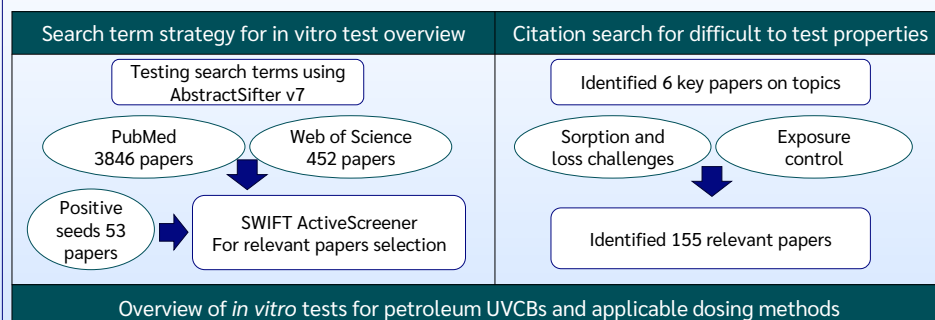 Search term strategy for in vitro test overview
Testing search terms using
AbstractSifter v7
PubMed
3846 papers
Web of Science
452 papers
Positive
seeds 53
papers
SWIFT ActiveScreener
For relevant papers selection
Citation search for difficult to test properties
Identified 6 key papers on topics
Sorption and
loss challenges
Exposure
control
Identified 155 relevant papers
Overview of in vitro tests for petroleum UVCBs and applicable dosing methods